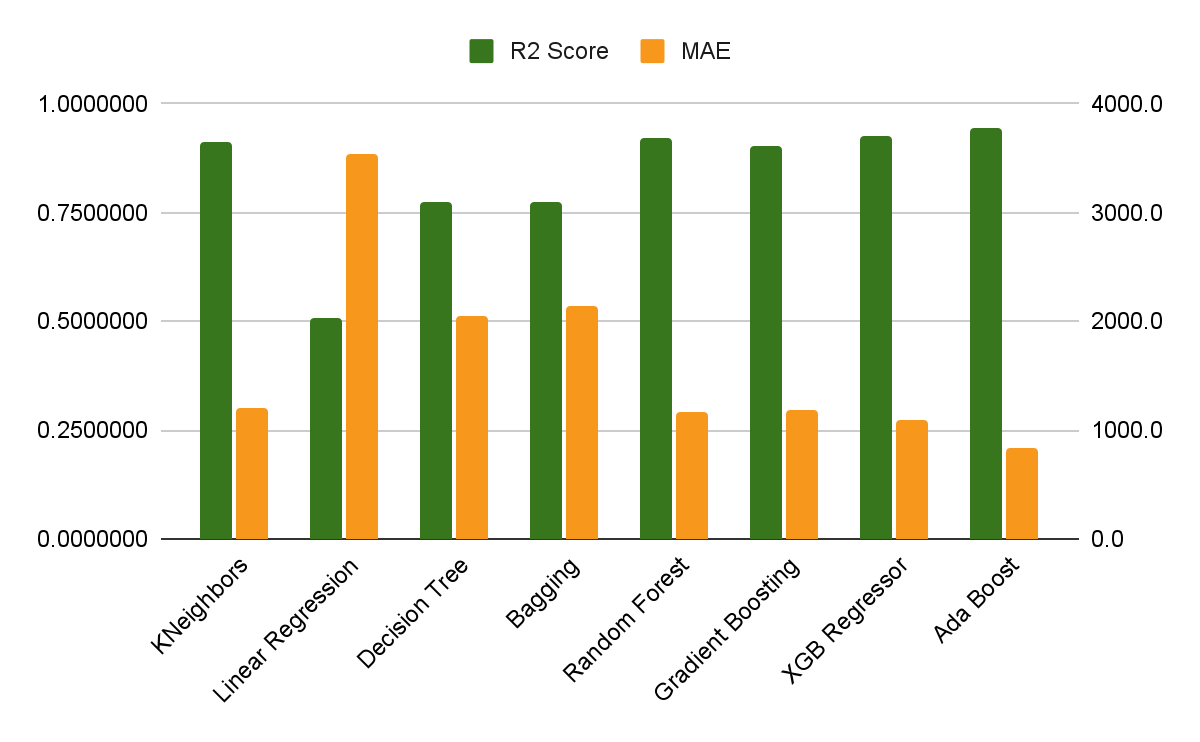 R2 Score MAE
1.0000000 4000.0
0.7500000 3000.0
0.5000000 2000.0
0.2500000 1000.0
0.0000000 0.0
KNeighbors
Linear Regression
Decision Tree
Bagging
Random Forest
Gradient Boosting
XGB Regressor
Ada Boost